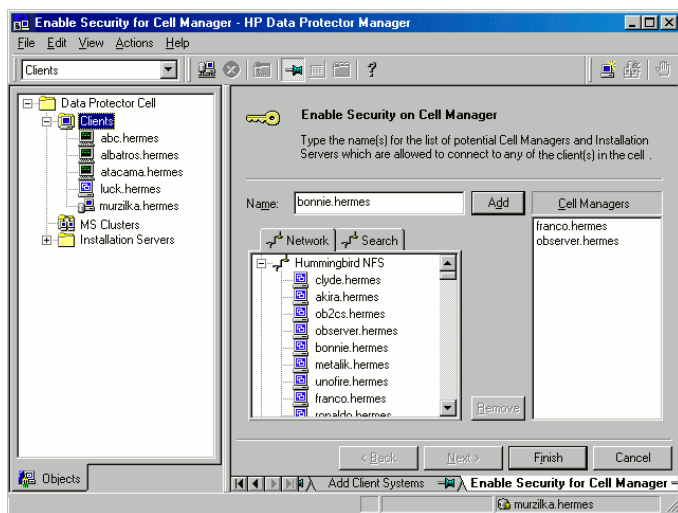 Enable Security for Cell Manager - HP Data Protector Manager
File Edit View Actions Help
Clients
Data Protector Cell
Clients
abc.hermes
albatros.hermes
atacama.hermes
luck.hermes
murzilka.hermes
MS Clusters
Installation Servers
Objects
Enable Security on Cell Manager
Type the name(s) for the list of potential Cell Managers and Installation
Servers which are allowed to connect to any of the client(s) in the cell .
Name: bonnie.hermes Add Cell Managers
franco.hermes
observer.hermes
Network Search
Hummingbird NFS
clyde.hermes
akira.hermes
ob2cs.hermes
observer.hermes
bonnie.hermes
metalik.hermes
unofire.hermes
franco.hermes
ronaldo.hermes
Remove
< Back Next > Finish Cancel
Add Client Systems Enable Security for Cell Manager
murzilka.hermes